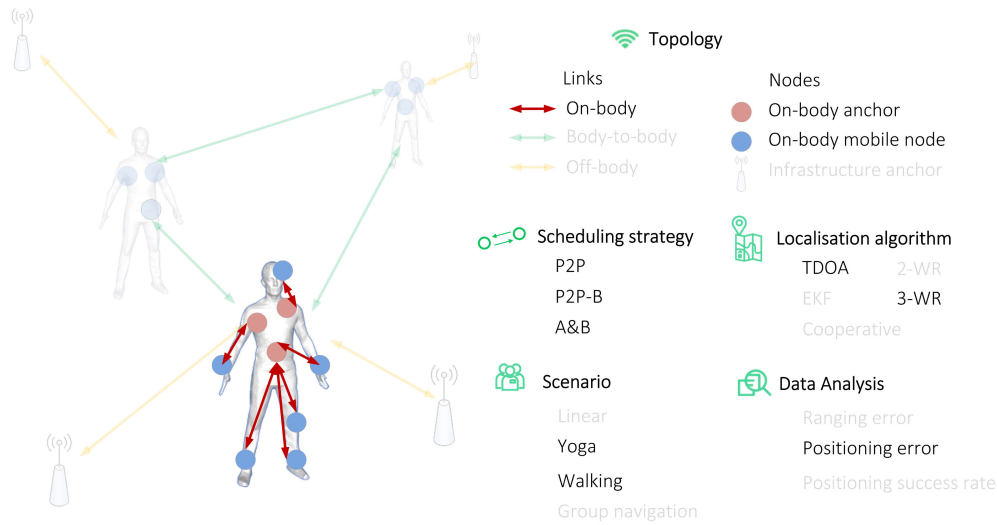 Topology
Links
On-body
Body-to-body
Off-body
Nodes
On-body anchor
On-body mobile node
Infrastructure anchor
Scheduling strategy
P2P
P2P-B
A&B
Localisation algorithm
TDOA 2-WR
EKF 3-WR
Cooperative
Scenario
Linear
Yoga
Walking
Group navigation
Data Analysis
Ranging error
Positioning error
Positioning success rate